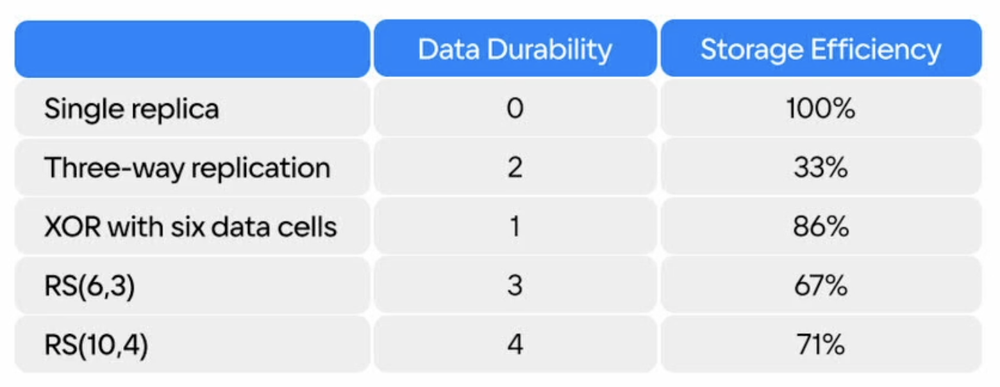 Data Durability Storage Efficiency
Single replica 0 100%
Three-way replication 2 33%
XOR with six data cells 1 86%
RS(6,3) 3 67%
RS(10,4) 4 71%